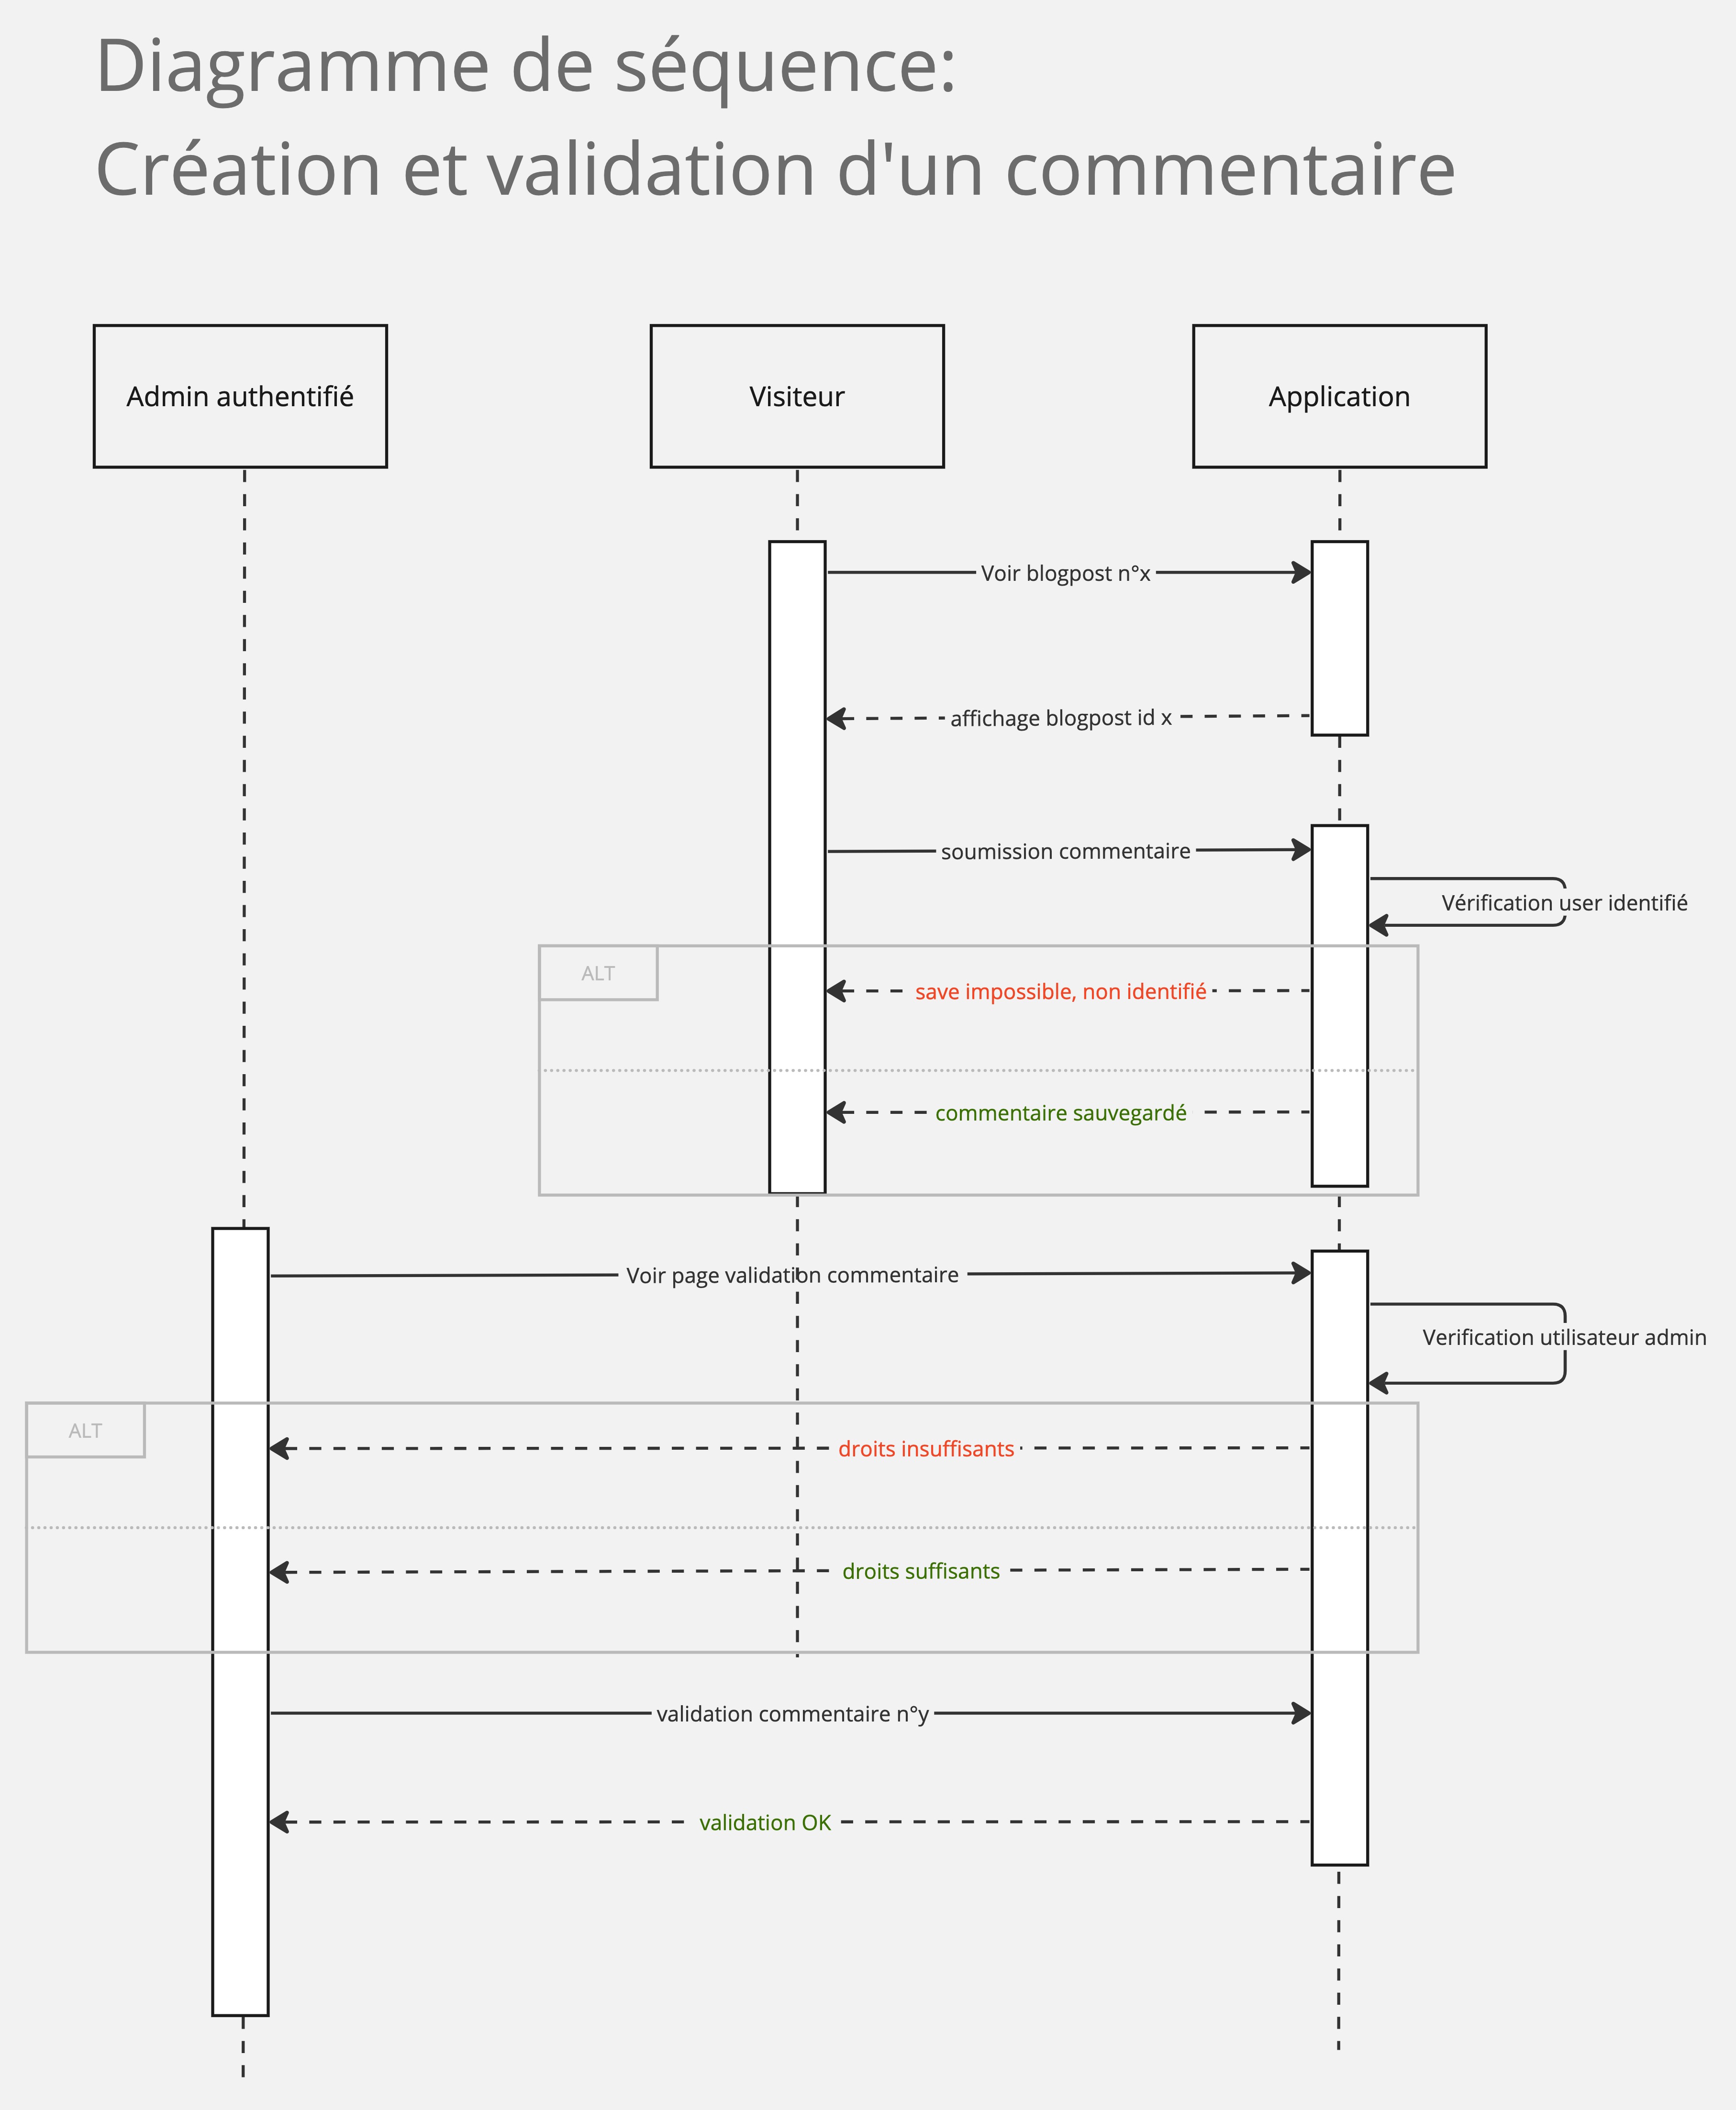 Diagramme de séquence:
Création et validation d'un commentaire
Admin authentifié
Visiteur
Application
Voir blogpost n°x
affichage blogpost id x
soumission commentaire
Vérification user identifié
ALT
save impossible, non identifié
commentaire sauvegardé
Voir page validation commentaire
Verification utilisateur admin
ALT
droits insuffisants
droits suffisants
validation commentaire n°y
validation OK